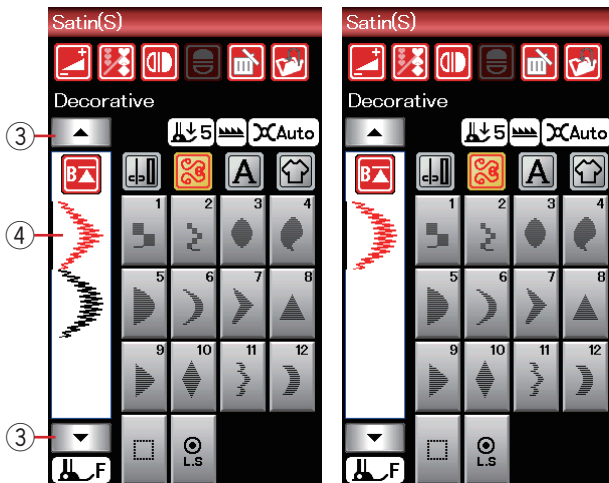 Satin(S)
Decorative
③
5
Auto
B
A
④
1 2 3 4
5 6 7 8
9 10 11 12
③
F
L.S
Satin(S)
Decorative
5
Auto
B
A
1 2 3 4
5 6 7 8
9 10 11 12
F
L.S